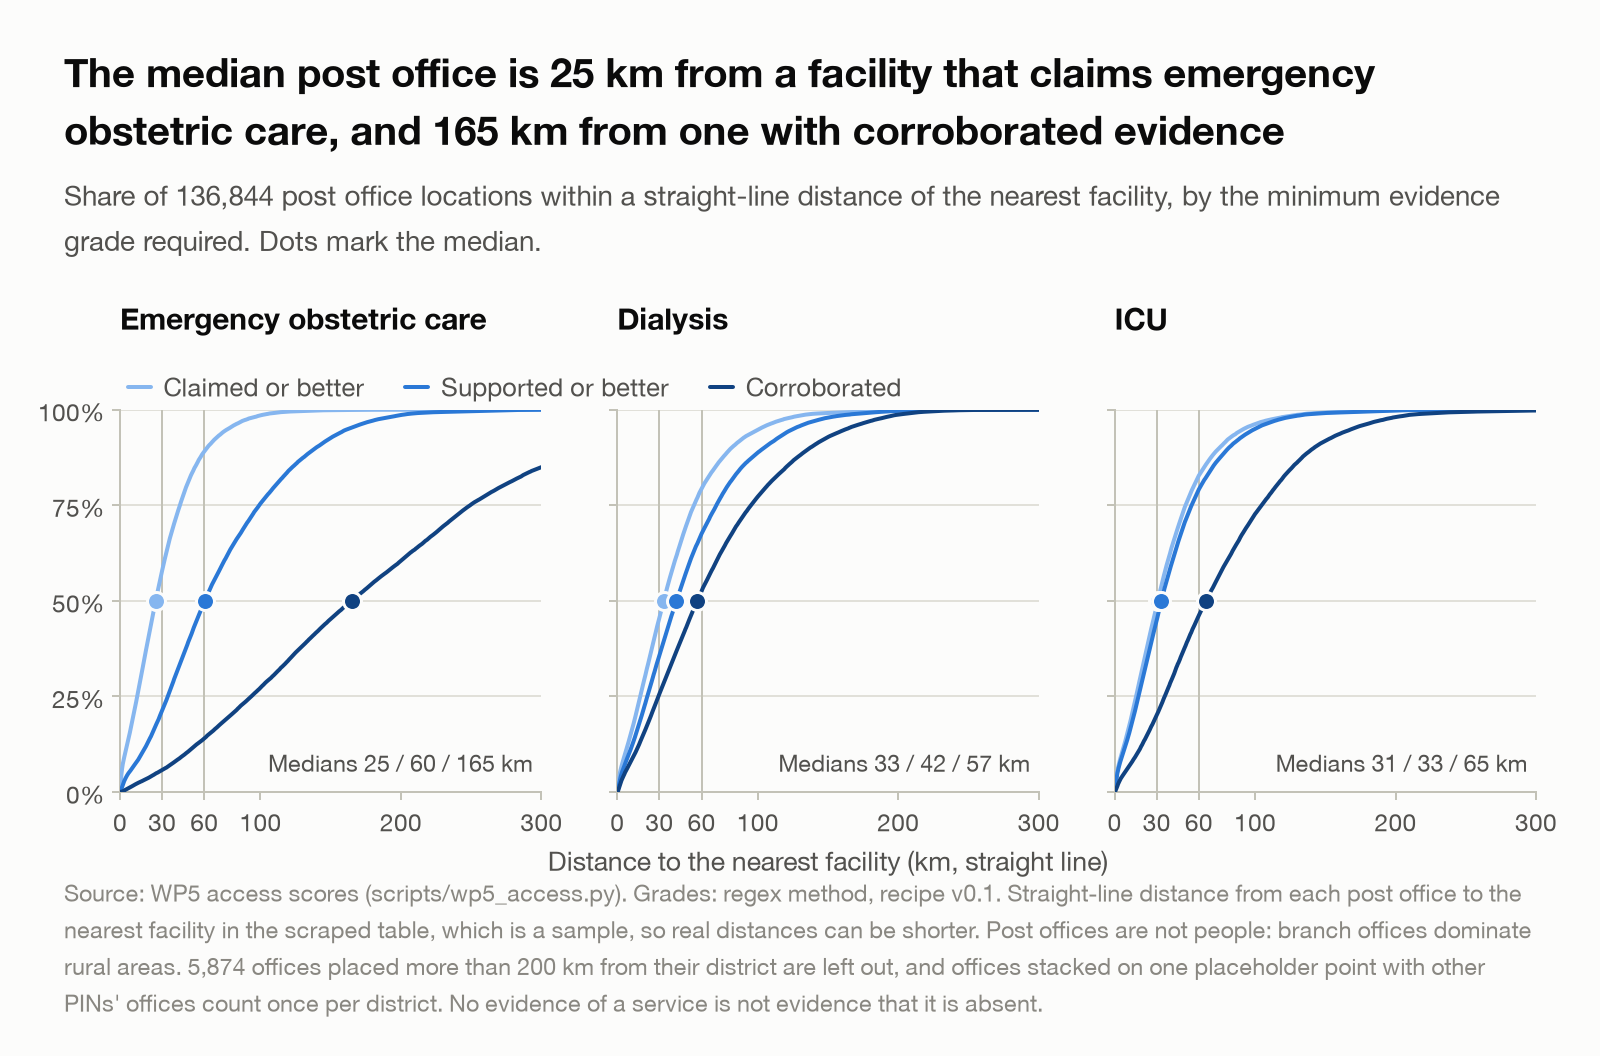 The median post office is 25 km from a facility that claims emergency
obstetric care, and 165 km from one with corroborated evidence
Share of 136,844 post office locations within a straight-line distance of the nearest facility, by the minimum evidence
grade required. Dots mark the median.
Emergency obstetric care
Dialysis
ICU
Claimed or better
Supported or better
Corroborated
100%
75%
50%
25%
0%
Medians 25 / 60 / 165 km
Medians 33 / 42 / 57 km
Medians 31 / 33 / 65 km
0 30 60 100 200 300
0 30 60 100 200 300
0 30 60 100 200 300
Distance to the nearest facility (km, straight line)
Source: WP5 access scores (scripts/wp5_access.py). Grades: regex method, recipe v0.1. Straight-line distance from each post office to the
nearest facility in the scraped table, which is a sample, so real distances can be shorter. Post offices are not people: branch offices dominate
rural areas. 5,874 offices placed more than 200 km from their district are left out, and offices stacked on one placeholder point with other
PINs' offices count once per district. No evidence of a service is not evidence that it is absent.